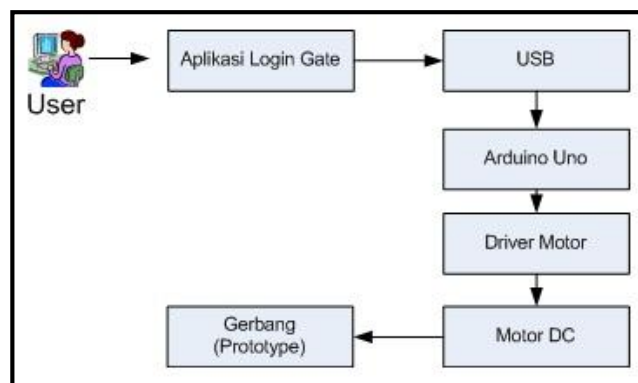 User
Aplikasi Login Gate
USB
Arduino Uno
Driver Motor
Motor DC
Gerbang
(Prototype)